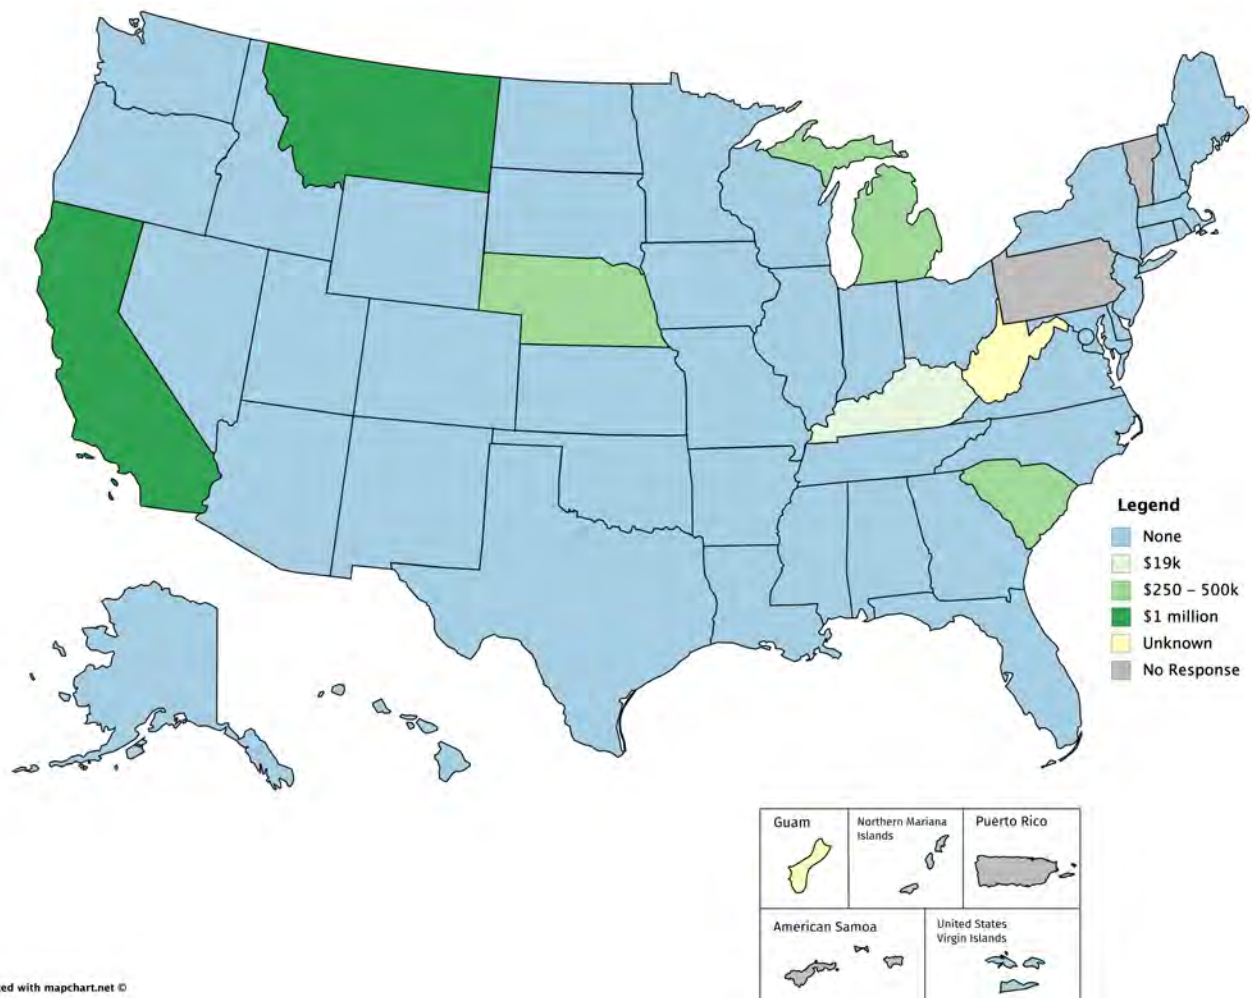 Legend
None
$19k
$250 – 500k
$1 million
Unknown
No Response
Guam
Northern Mariana
Islands
Puerto Rico
American Samoa
United States
Virgin Islands
ted with mapchart.net ©